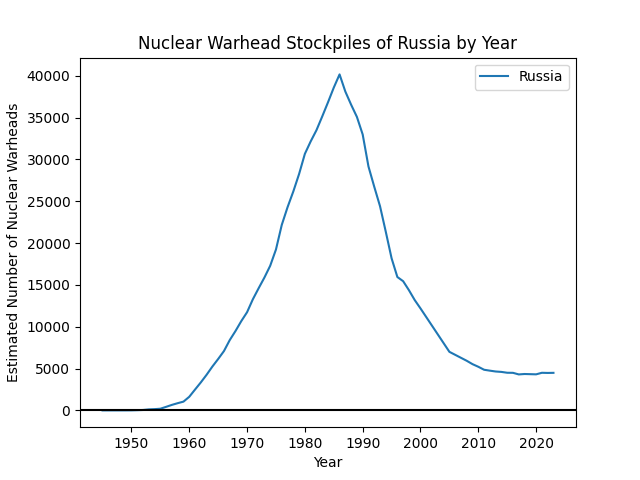 Nuclear Warhead Stockpiles of Russia by Year
Russia
Estimated Number of Nuclear Warheads
40000
35000
30000
25000
20000
15000
10000
5000
0
1950 1960 1970 1980 1990 2000 2010 2020
Year